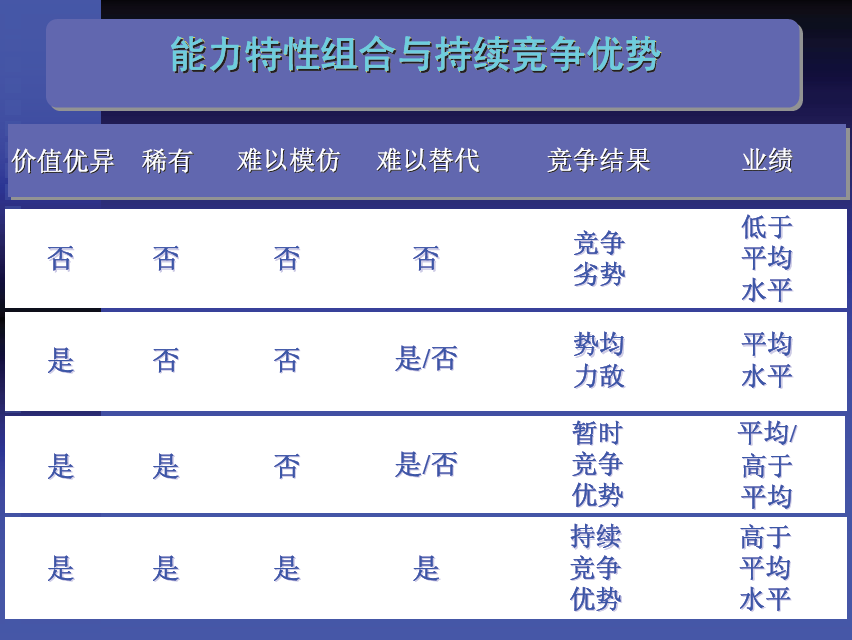 能力特性组合与持续竞争优势
价值优异 稀有 难以模仿 难以替代 竞争结果 业绩
否 否 否 否 竞争劣势 低于平均水平
是 否 否 是/否 势均力敌 平均水平
是 是 否 是/否 暂时竞争优势 平均/高于平均
是 是 是 是 持续竞争优势 高于平均水平